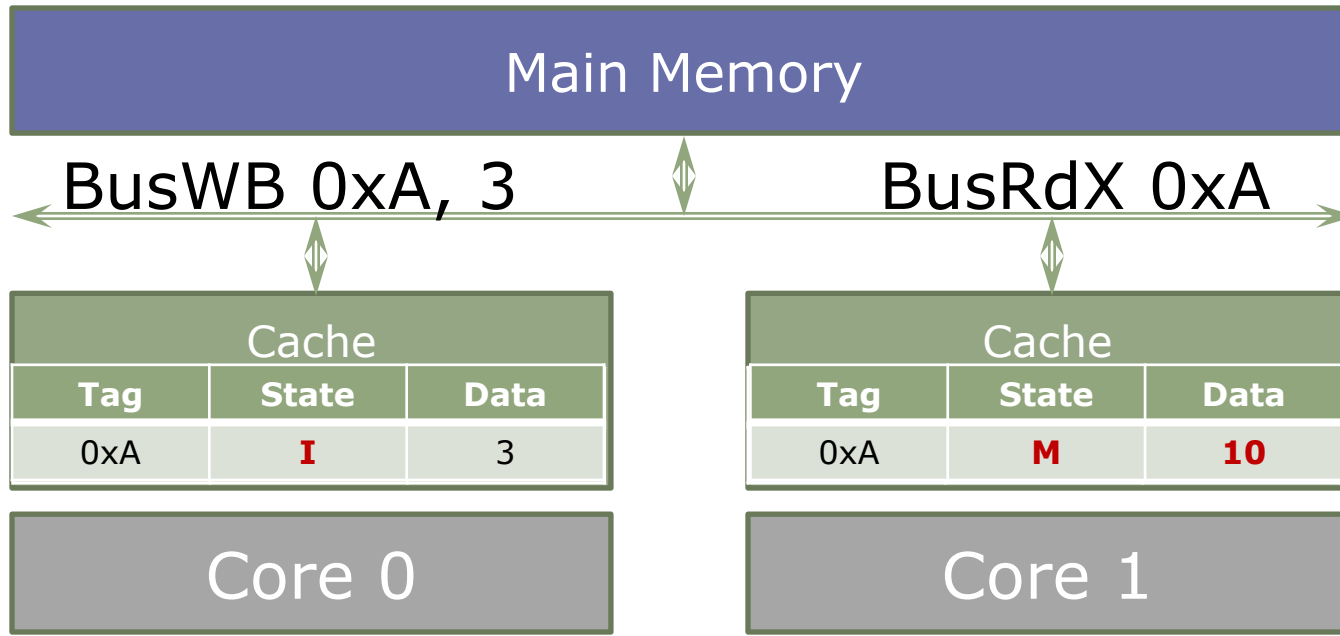 Main Memory
BusWB 0xA, 3
BusRdX 0xA
Cache
Tag State Data
0xA I 3
Core 0
Cache
Tag State Data
0xA M 10
Core 1